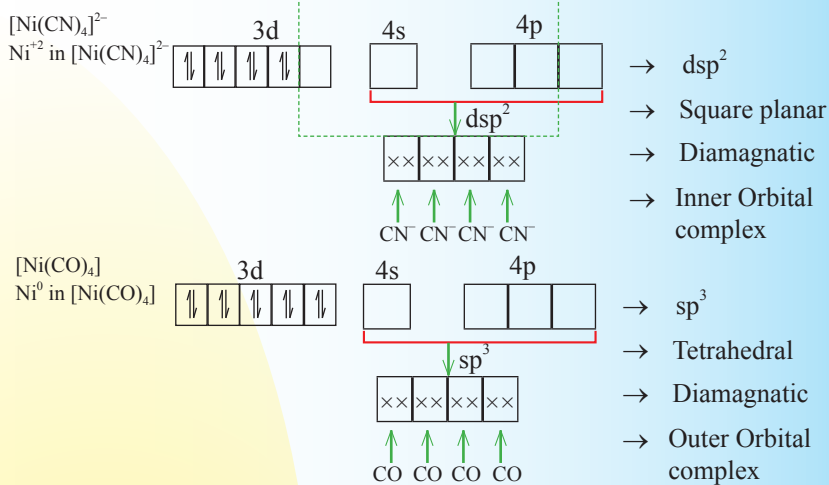 [Ni(CN)₄]²⁻
Ni⁺² in [Ni(CN)₄]²⁻
3d
4s
4p
⥮ ⥮ ⥮ ⥮
→ dsp²
dsp²
→ Square planar
×× ×× ×× ××
→ Diamagnatic
CN⁻ CN⁻ CN⁻ CN⁻
→ Inner Orbital
complex
[Ni(CO)₄]
Ni⁰ in [Ni(CO)₄]
3d
4s
4p
⥮ ⥮ ⥮ ⥮ ⥮
→ sp³
sp³
→ Tetrahedral
×× ×× ×× ××
→ Diamagnatic
CO CO CO CO
→ Outer Orbital
complex